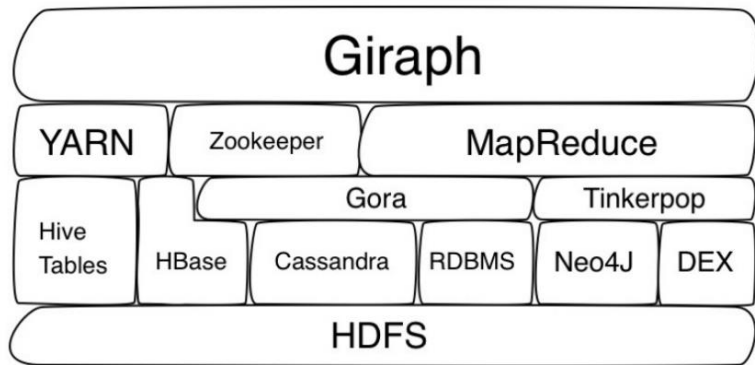 Giraph
YARN
Zookeeper
MapReduce
Gora
Tinkerpop
Hive
Tables
HBase
Cassandra
RDBMS
Neo4J
DEX
HDFS